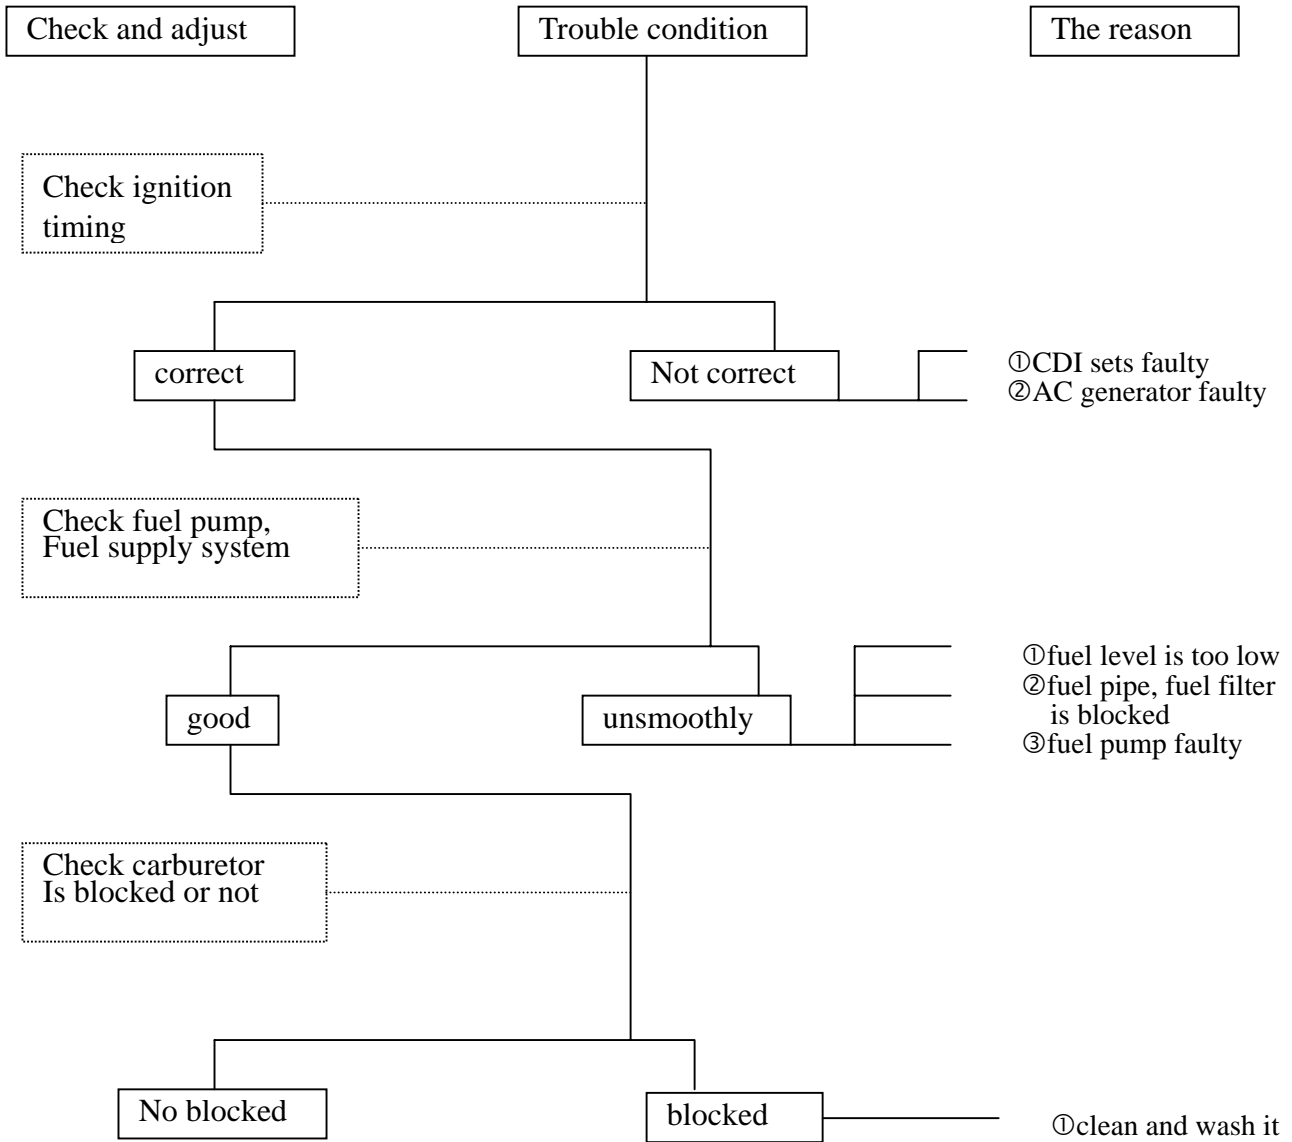 Check and adjust
Trouble condition
The reason
Check ignition
timing
correct
Not correct
①CDI sets faulty
②AC generator faulty
Check fuel pump,
Fuel supply system
good
unsmoothly
①fuel level is too low
②fuel pipe, fuel filter
is blocked
③fuel pump faulty
Check carburetor
Is blocked or not
No blocked
blocked
①clean and wash it